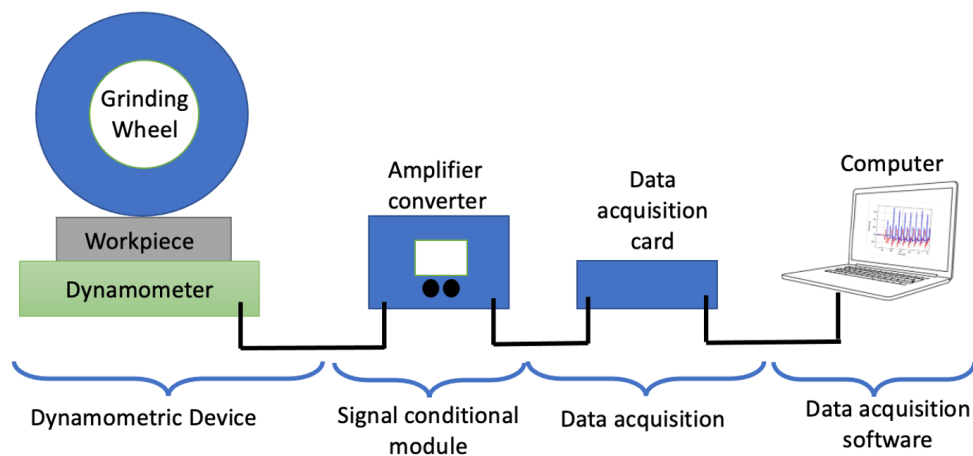 Grinding
Wheel
Workpiece
Dynamometer
Amplifier
converter
Data
acquisition
card
Computer
Dynamometric Device
Signal conditional
module
Data acquisition
Data acquisition
software